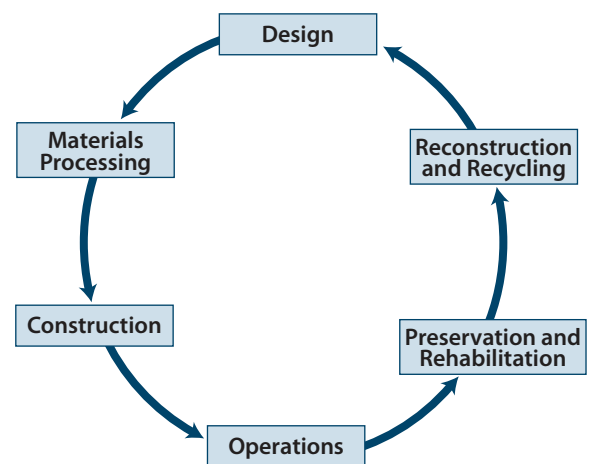 Design
Materials
Processing
Construction
Operations
Preservation and
Rehabilitation
Reconstruction
and Recycling